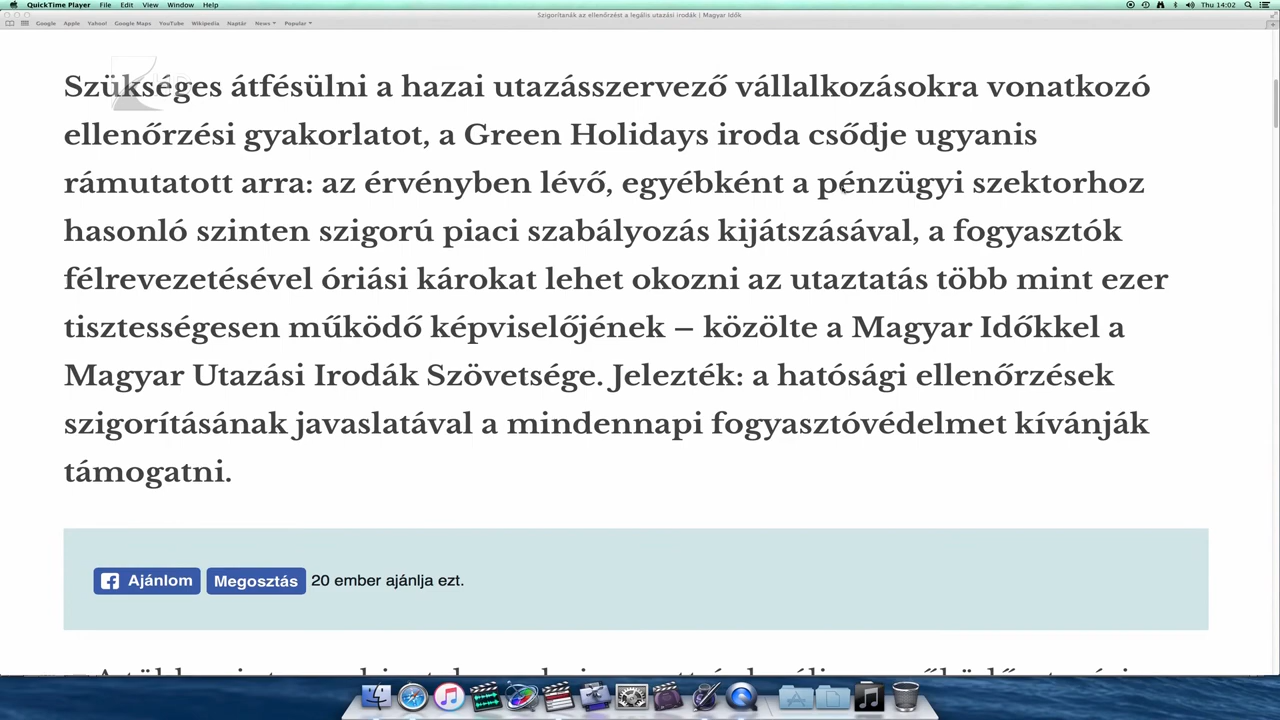 QuickTime Player File Edit View Window Help Thu 14:02
Szigorítanák az ellenőrzést a legális utazási irodák | Magyar Idők
Google Apple Yahoo! Google Maps YouTube Wikipedia Naptár News Popular
Szükséges átfésülni a hazai utazásszervező vállalkozásokra vonatkozó
ellenőrzési gyakorlatot, a Green Holidays iroda csődje ugyanis
rámutatott arra: az érvényben lévő, egyébként a pénzügyi szektorhoz
hasonló szinten szigorú piaci szabályozás kijátszásával, a fogyasztók
félrevezetésével óriási károkat lehet okozni az utaztatás több mint ezer
tisztességesen működő képviselőjének – közölte a Magyar Időkkel a
Magyar Utazási Irodák Szövetsége. Jelezték: a hatósági ellenőrzések
szigorításának javaslatával a mindennapi fogyasztóvédelmet kívánják
támogatni.
Ajánlom Megosztás 20 ember ajánlja ezt.